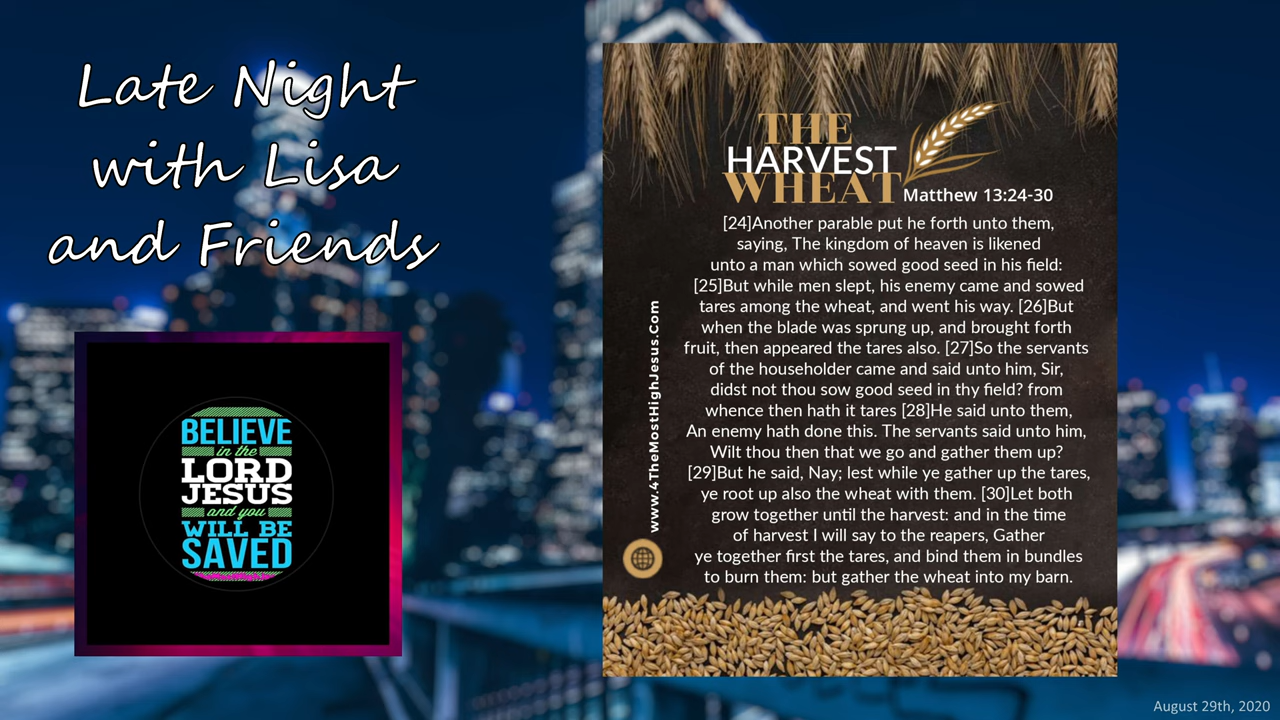 Late Night
with Lisa
and Friends
BELIEVE
in the
LORD
JESUS
and you
WILL BE
SAVED
THE
HARVEST
WHEAT
Matthew 13:24-30
[24]Another parable put he forth unto them,
saying, The kingdom of heaven is likened
unto a man which sowed good seed in his field:
[25]But while men slept, his enemy came and sowed
tares among the wheat, and went his way. [26]But
when the blade was sprung up, and brought forth
fruit, then appeared the tares also. [27]So the servants
of the householder came and said unto him, Sir,
didst not thou sow good seed in thy field? from
whence then hath it tares [28]He said unto them,
An enemy hath done this. The servants said unto him,
Wilt thou then that we go and gather them up?
[29]But he said, Nay; lest while ye gather up the tares,
ye root up also the wheat with them. [30]Let both
grow together until the harvest: and in the time
of harvest I will say to the reapers, Gather
ye together first the tares, and bind them in bundles
to burn them: but gather the wheat into my barn.
www.4TheMostHighJesus.Com
August 29th, 2020